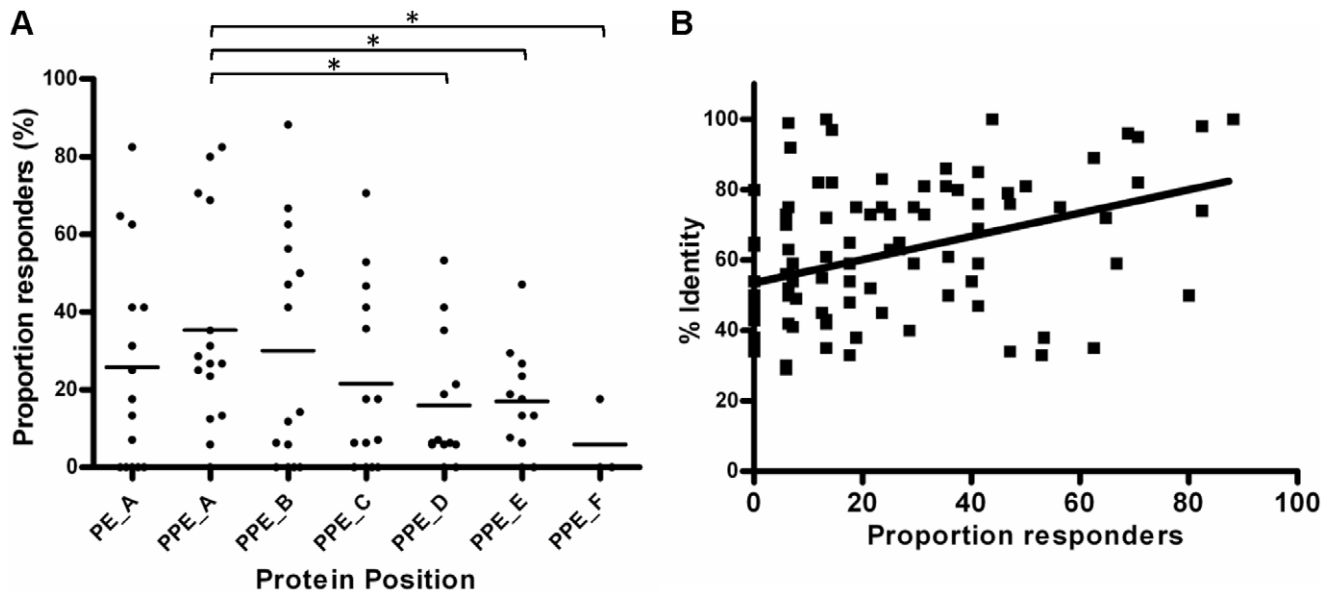 A
*
*
*
Proportion responders (%)
100
80
60
40
20
0
PE_A
PPE_A
PPE_B
PPE_C
PPE_D
PPE_E
PPE_F
Protein Position
B
% Identity
100
80
60
40
20
0
0 20 40 60 80 100
Proportion responders